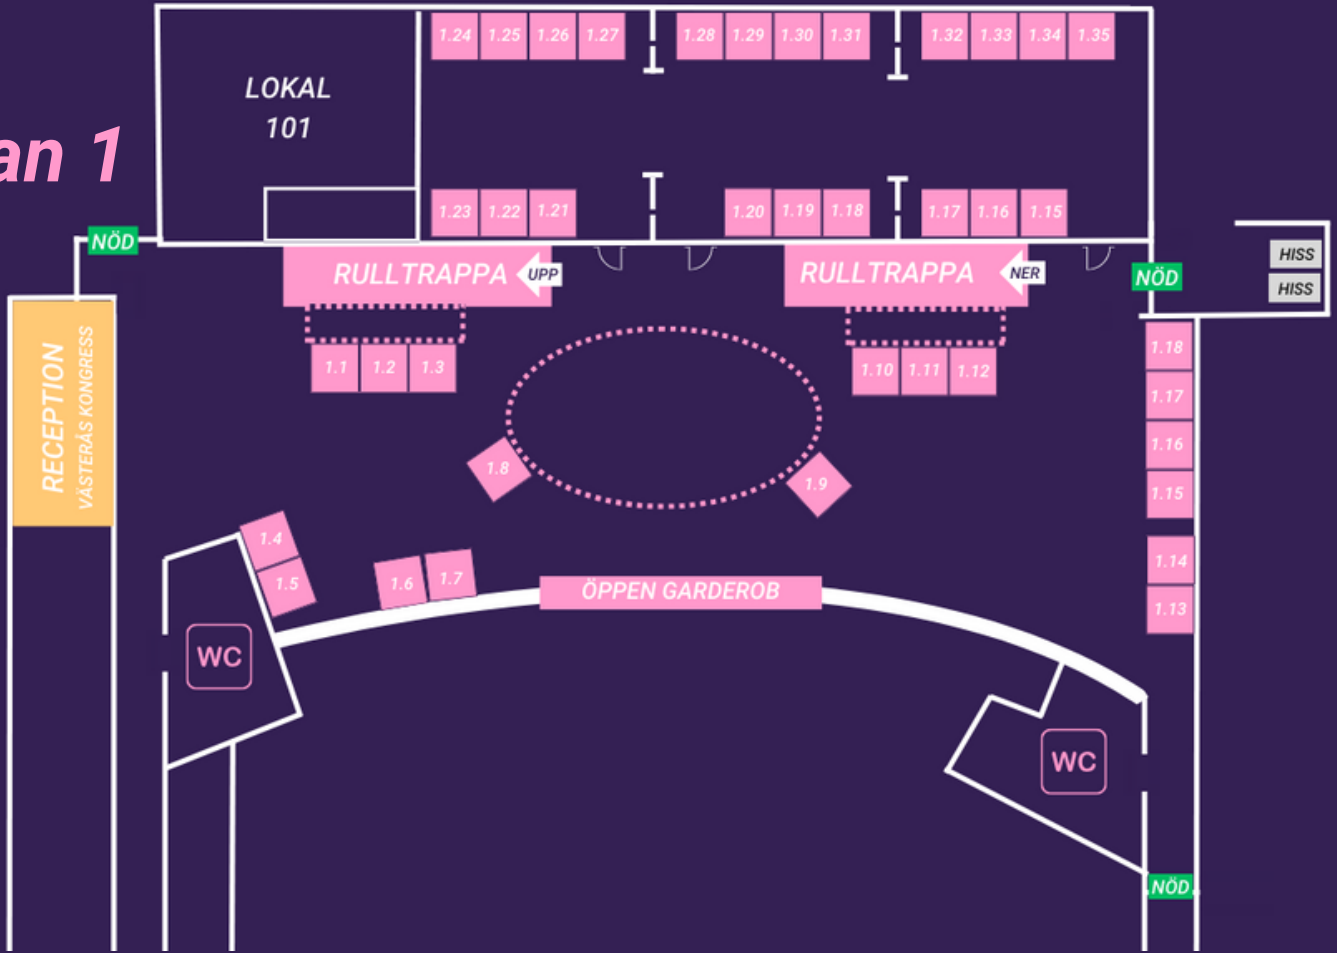 1.24 1.25 1.26 1.27 1.28 1.29 1.30 1.31 1.32 1.33 1.34 1.35
LOKAL
101
an 1
1.23 1.22 1.21 1.20 1.19 1.18 1.17 1.16 1.15
NÖD
RULLTRAPPA UPP
RULLTRAPPA NER
NÖD
HISS
HISS
RECEPTION
VÄSTERÅS KONGRESS
1.1 1.2 1.3
1.10 1.11 1.12
1.18
1.17
1.16
1.15
1.14
1.13
1.8
1.9
1.4
1.5
1.6 1.7
ÖPPEN GARDEROB
WC
WC
NÖD